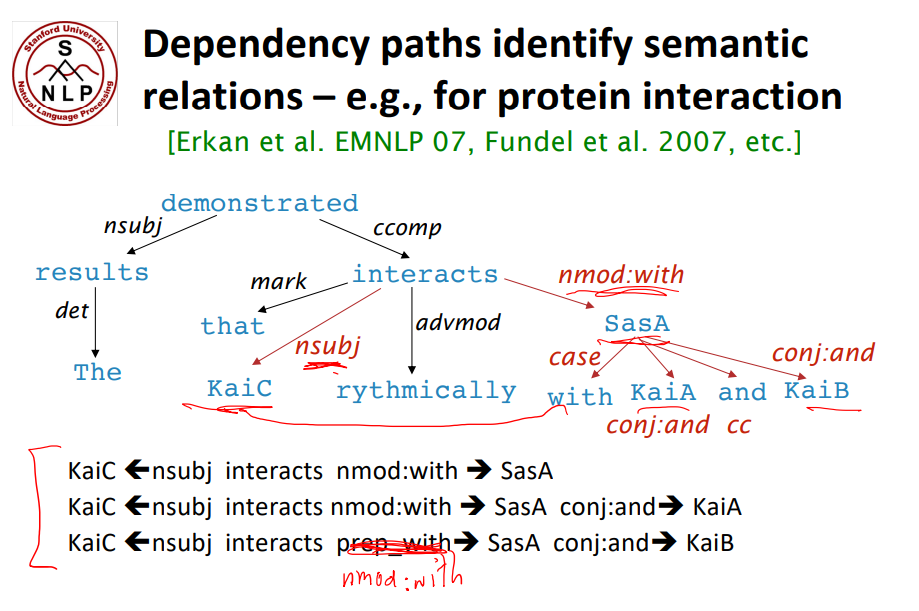 Stanford University
S
N L P
Natural Language Processing
Dependency paths identify semantic
relations – e.g., for protein interaction
[Erkan et al. EMNLP 07, Fundel et al. 2007, etc.]
demonstrated
nsubj ccomp
results interacts
mark nmod:with
det that advmod SasA
nsubj case conj:and
The KaiC rythmically with KaiA and KaiB
conj:and cc
KaiC 🡸nsubj interacts nmod:with 🡺 SasA
KaiC 🡸nsubj interacts nmod:with 🡺 SasA conj:and🡺 KaiA
KaiC 🡸nsubj interacts prep_with🡺 SasA conj:and🡺 KaiB
nmod:with